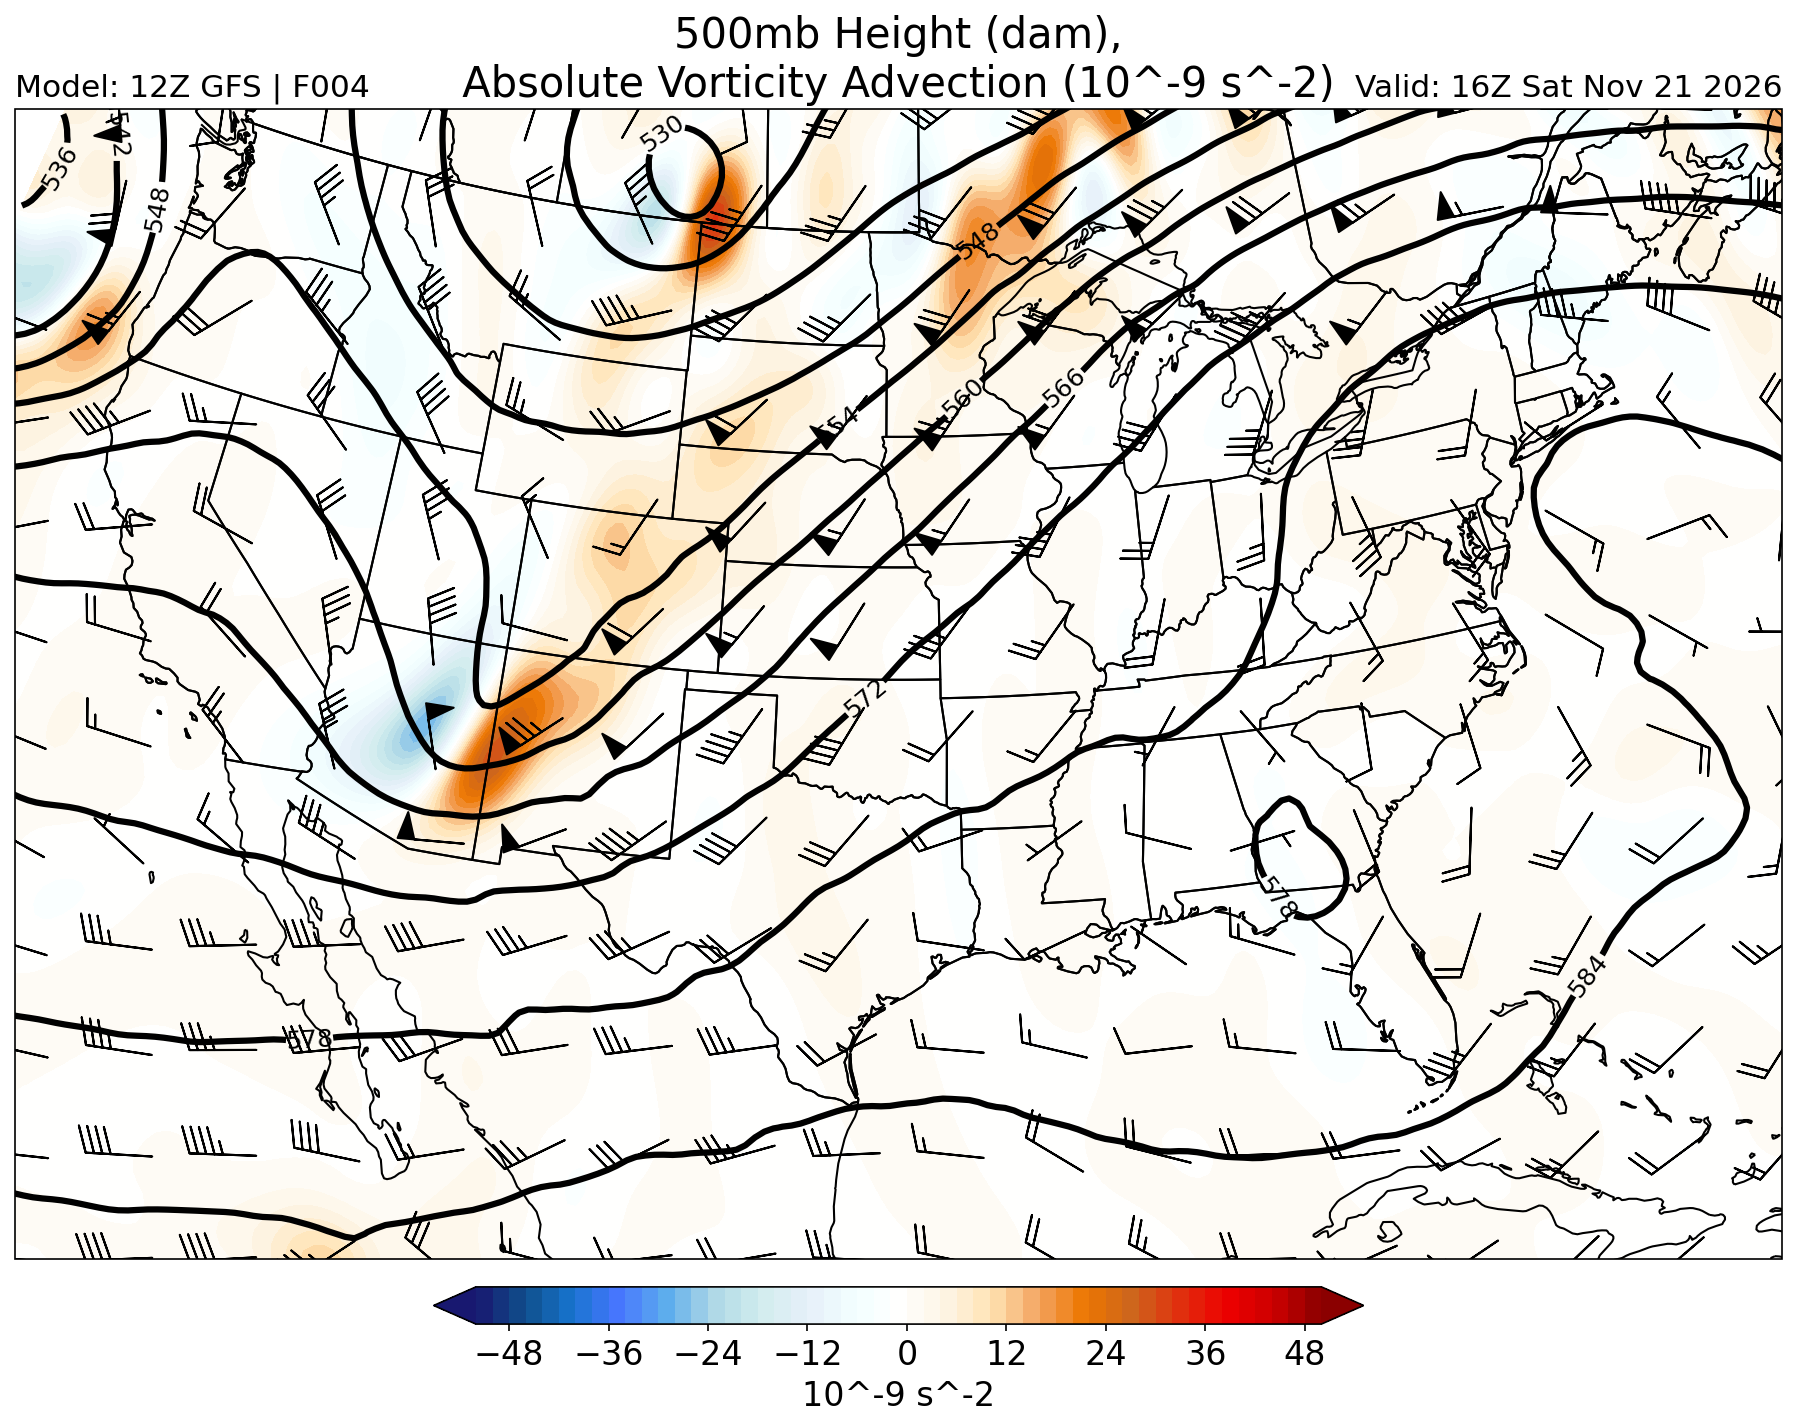 500mb Height (dam),
Model: 12Z GFS | F004
Absolute Vorticity Advection (10^-9 s^-2)
Valid: 16Z Sat Nov 21 2026
530
542
536
548
548
554
560
566
572
578
584
578
−48 −36 −24 −12 0 12 24 36 48
10^-9 s^-2